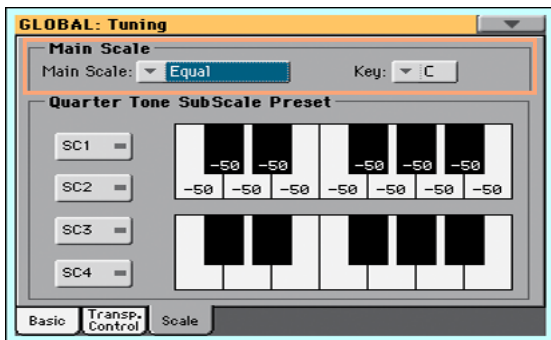 GLOBAL: Tuning
Main Scale
Main Scale: Equal Key: C
Quarter Tone SubScale Preset
SC1
-50 -50 -50 -50 -50
SC2
-50 -50 -50 -50 -50 -50 -50
SC3
SC4
Basic Transp. Control Scale